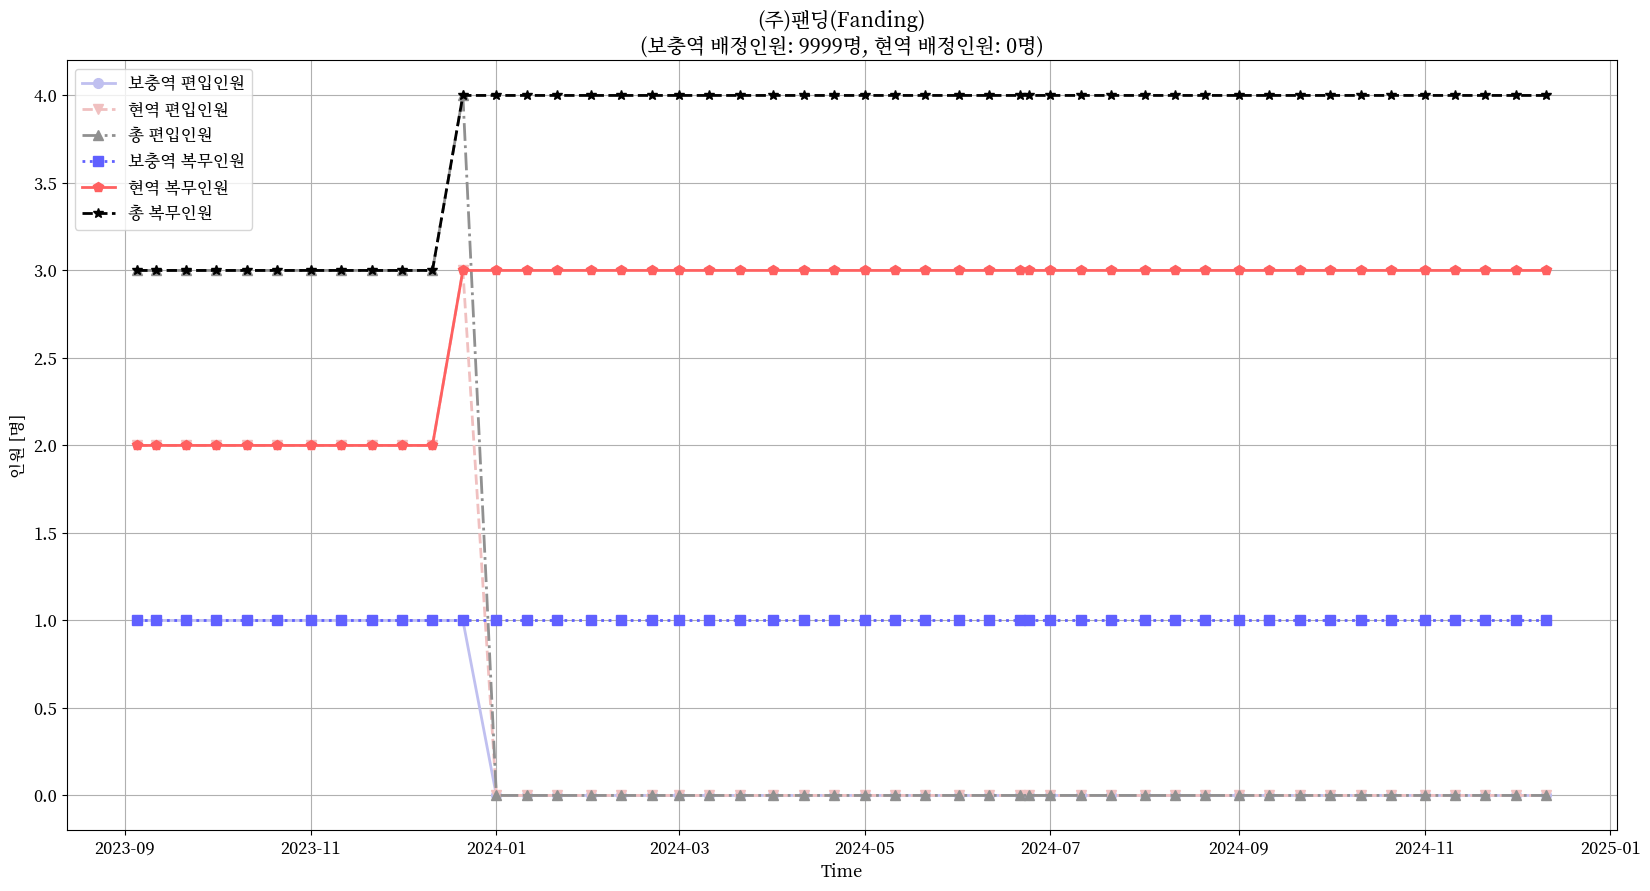 (주)팬딩(Fanding)
(보충역 배정인원: 9999명, 현역 배정인원: 0명)
보충역 편입인원
현역 편입인원
총 편입인원
보충역 복무인원
현역 복무인원
총 복무인원
4.0
3.5
3.0
2.5
2.0
1.5
1.0
0.5
0.0
인원 [명]
2023-09
2023-11
2024-01
2024-03
2024-05
2024-07
2024-09
2024-11
2025-01
Time